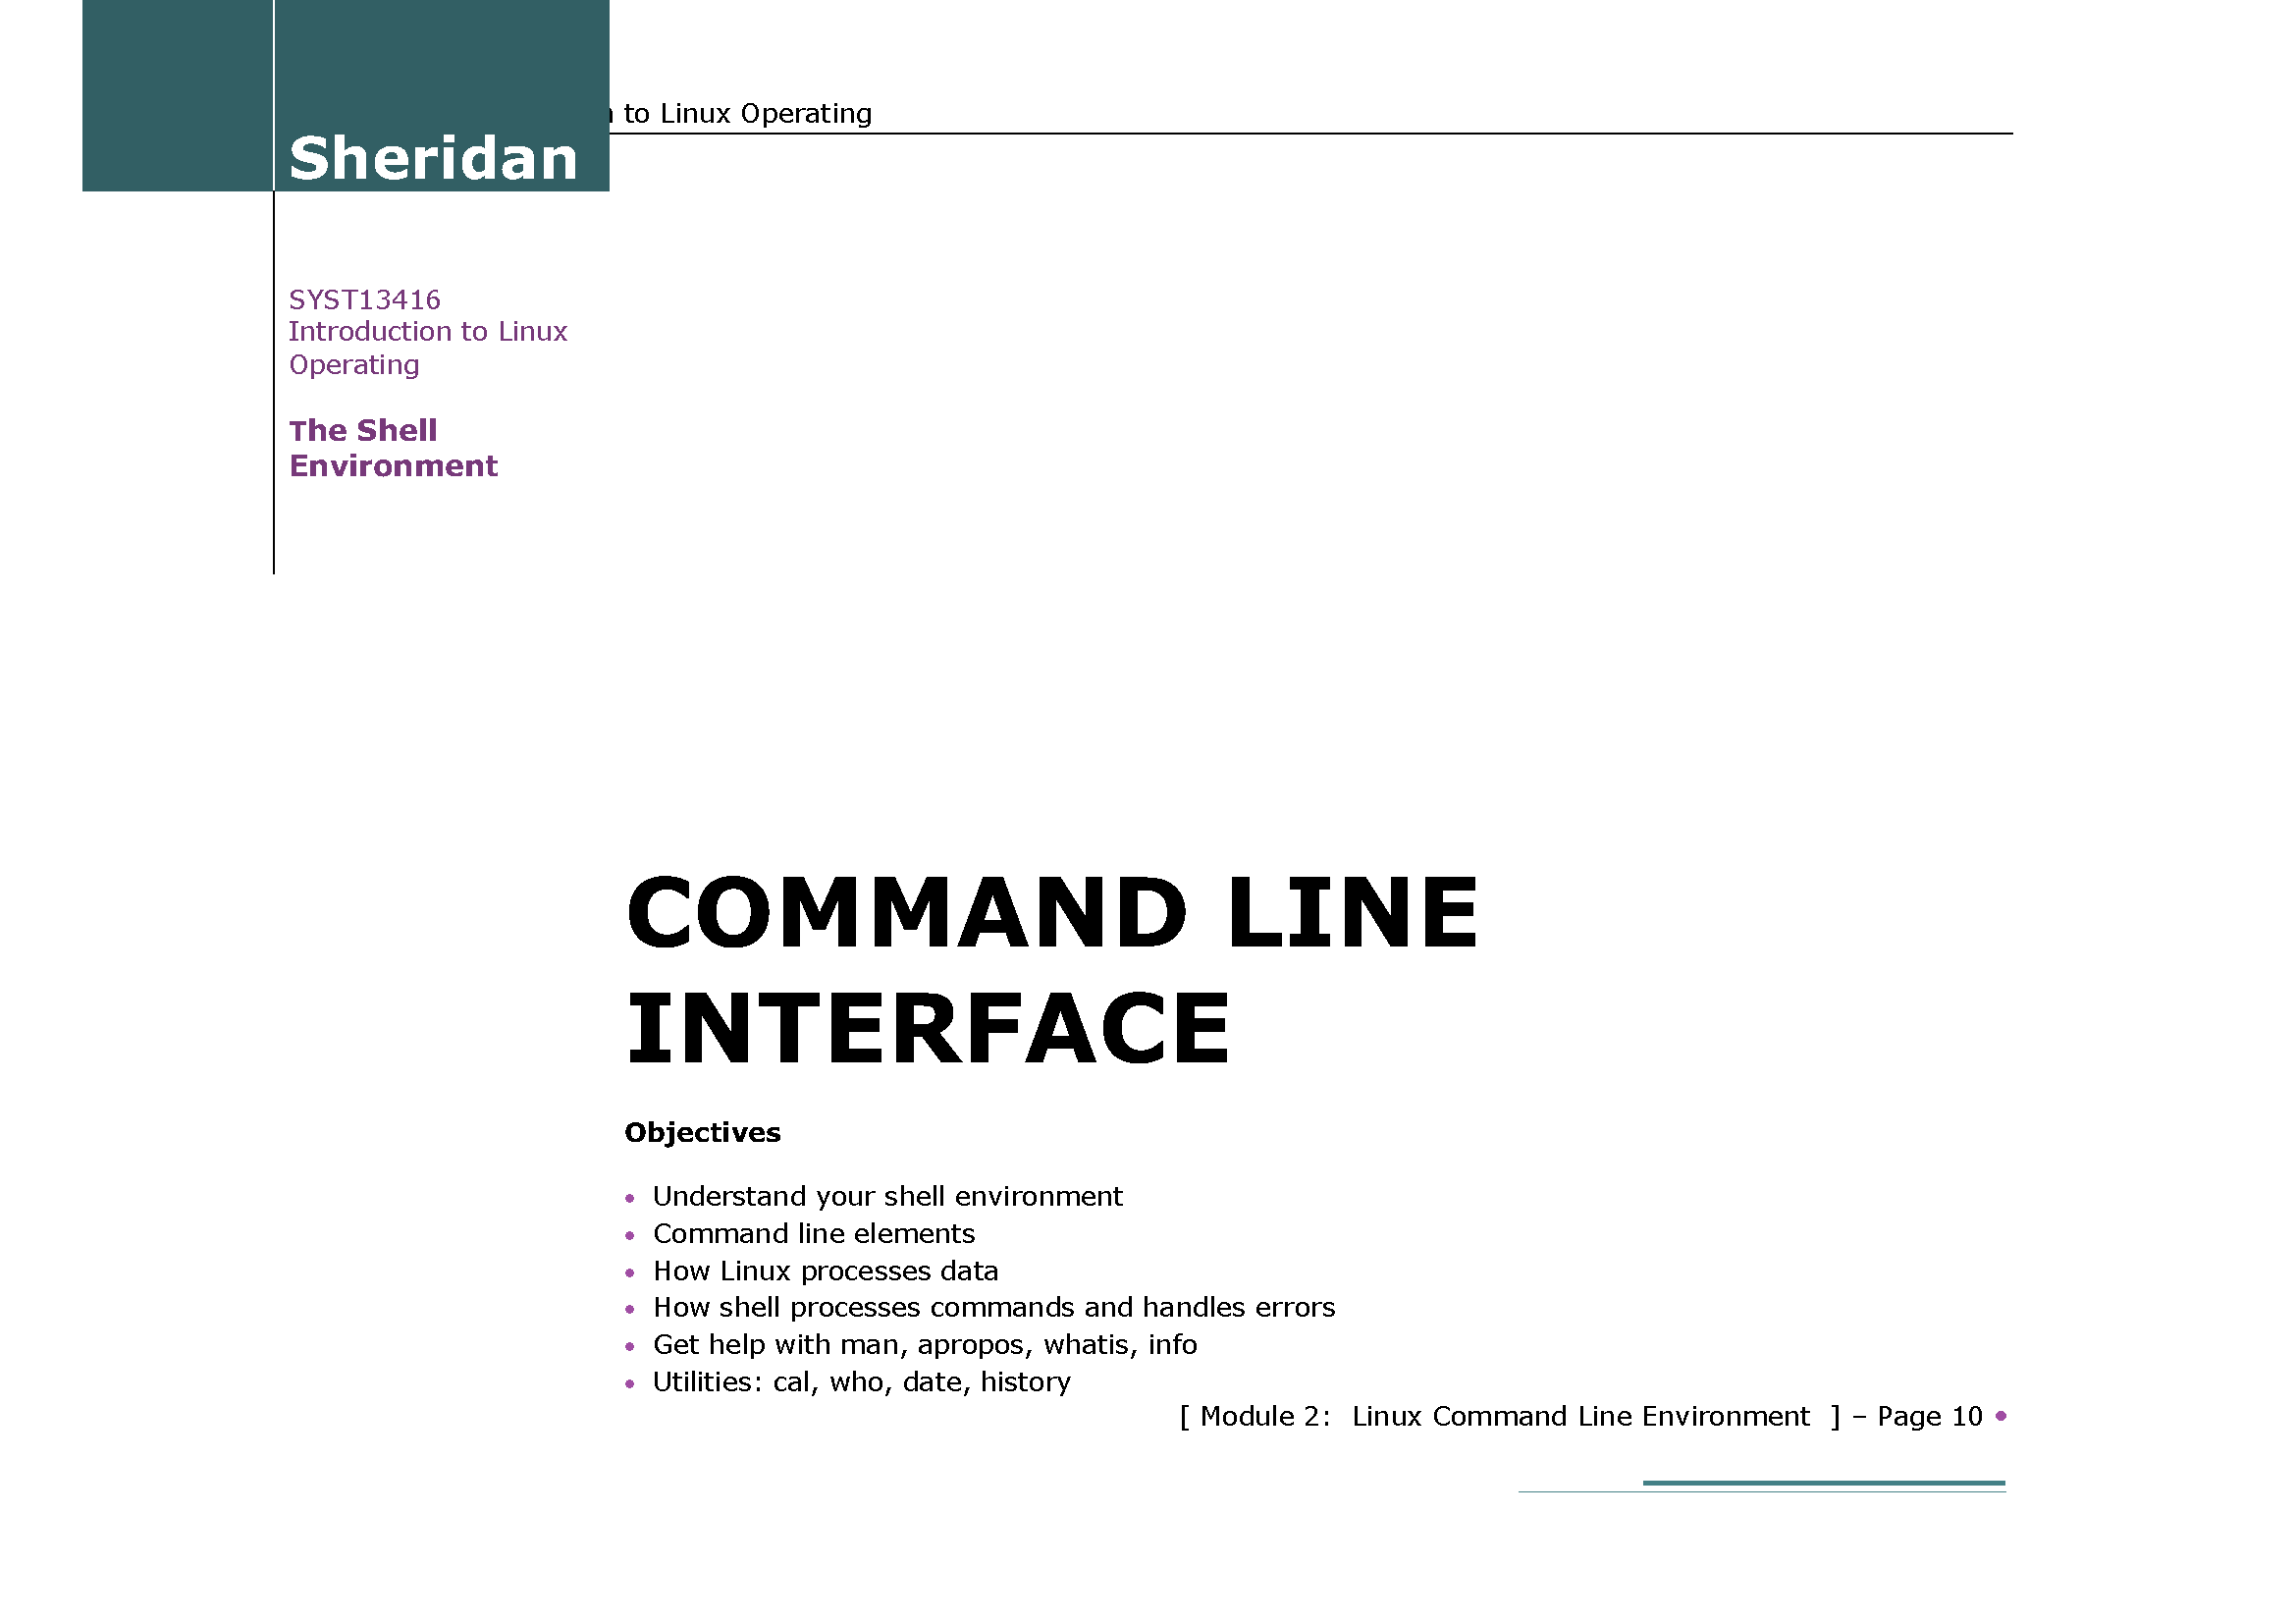 to Linux Operating
Sheridan
SYST13416
Introduction to Linux
Operating
The Shell
Environment
COMMAND LINE
INTERFACE
Objectives
• Understand your shell environment
• Command line elements
• How Linux processes data
• How shell processes commands and handles errors
• Get help with man, apropos, whatis, info
• Utilities: cal, who, date, history
[ Module 2:  Linux Command Line Environment  ] – Page 10 •